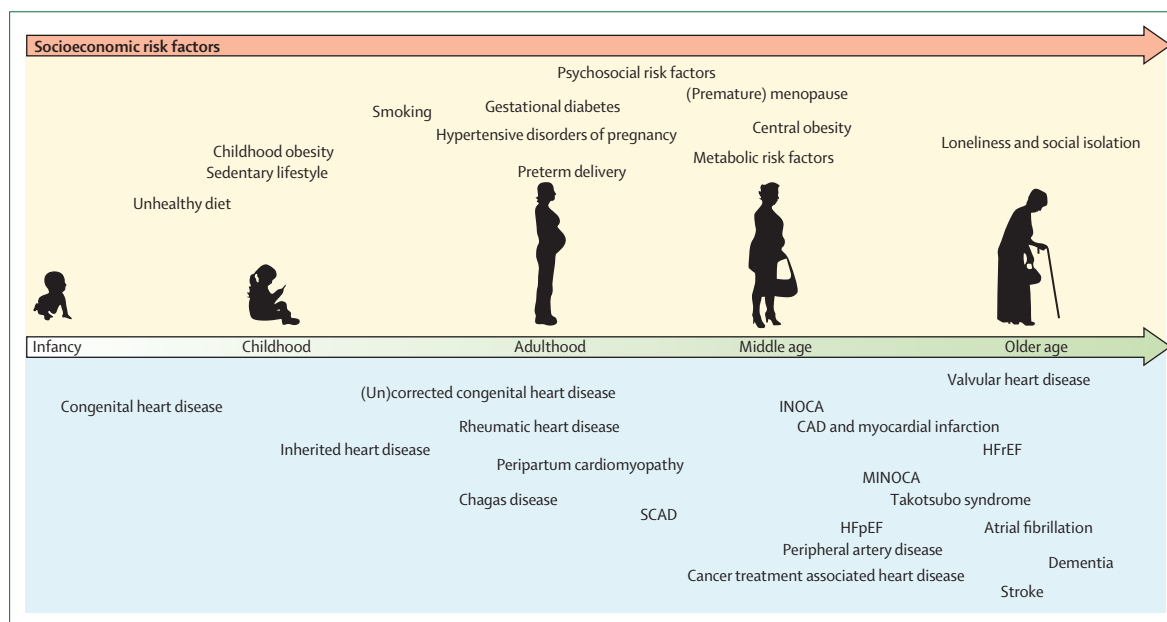 Socioeconomic risk factors
Psychosocial risk factors
(Premature) menopause
Smoking
Gestational diabetes
Hypertensive disorders of pregnancy
Central obesity
Loneliness and social isolation
Childhood obesity
Metabolic risk factors
Sedentary lifestyle
Preterm delivery
Unhealthy diet
Infancy
Childhood
Adulthood
Middle age
Older age
Valvular heart disease
(Un)corrected congenital heart disease
Congenital heart disease
INOCA
Rheumatic heart disease
CAD and myocardial infarction
Inherited heart disease
HFrEF
Peripartum cardiomyopathy
MINOCA
Chagas disease
Takotsubo syndrome
SCAD
HFpEF
Atrial fibrillation
Peripheral artery disease
Dementia
Cancer treatment associated heart disease
Stroke